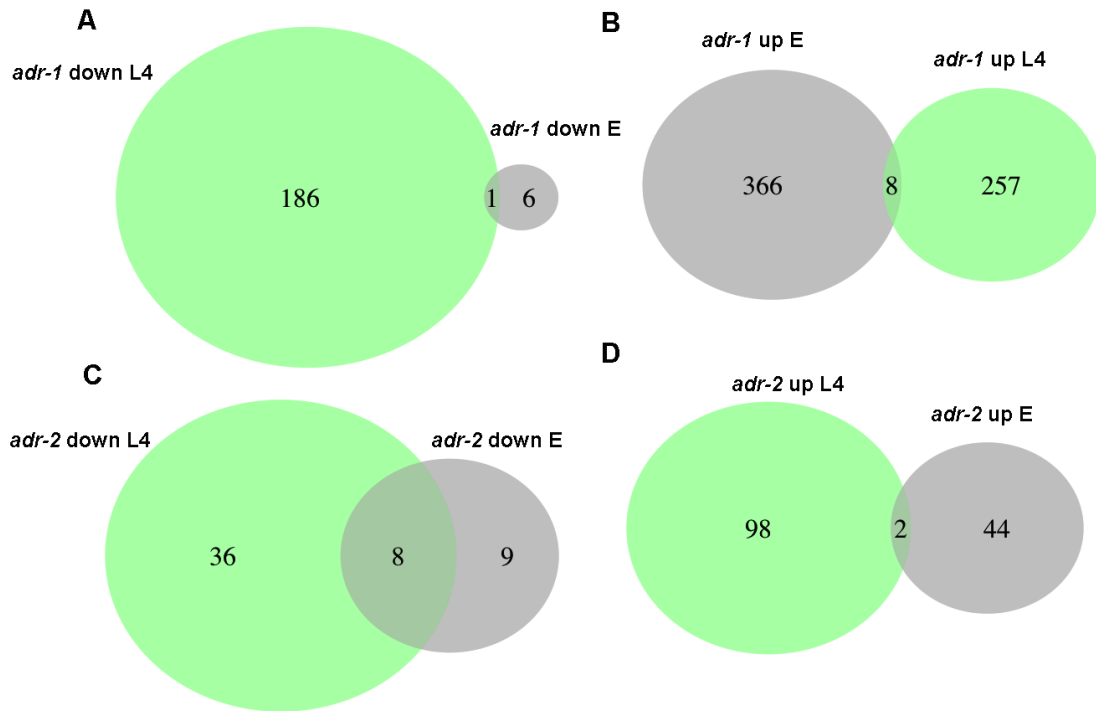 A
adr-1 down L4
adr-1 down E
186
1
6
B
adr-1 up E
adr-1 up L4
366
8
257
C
adr-2 down L4
adr-2 down E
36
8
9
D
adr-2 up L4
adr-2 up E
98
2
44